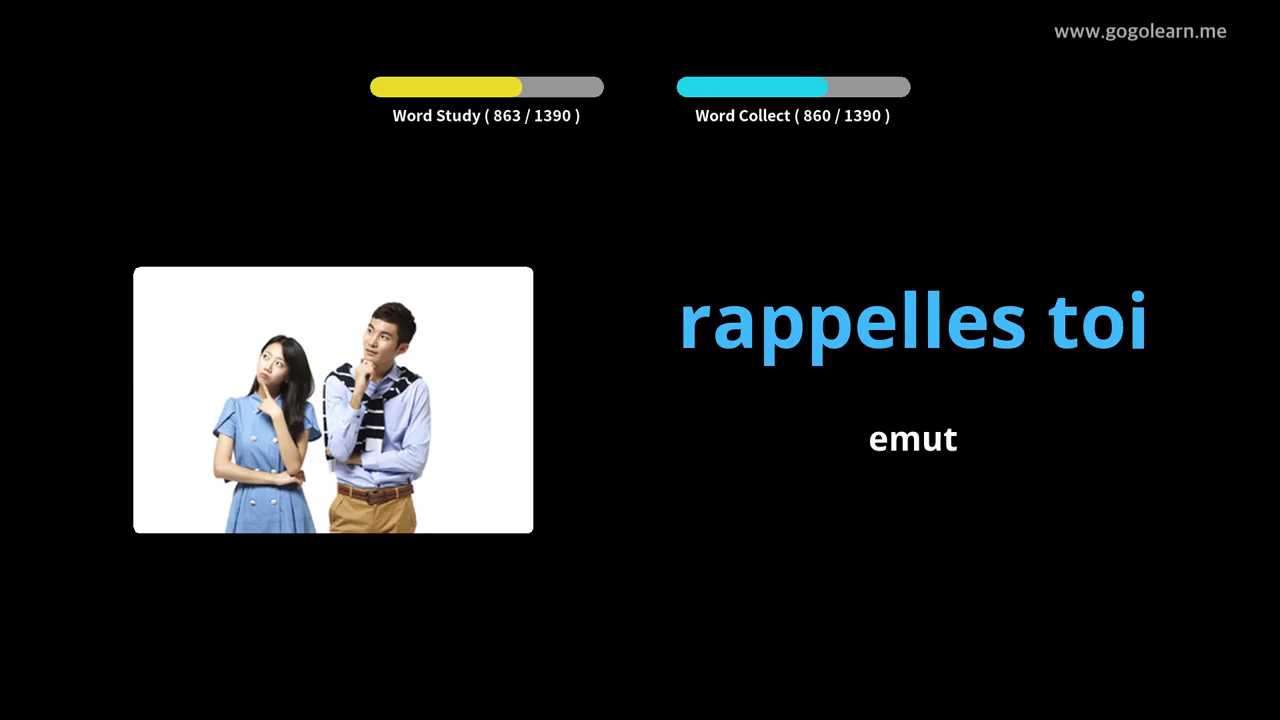 www.gogolearn.me
Word Study ( 863 / 1390 )
Word Collect ( 860 / 1390 )
rappelles toi
emut